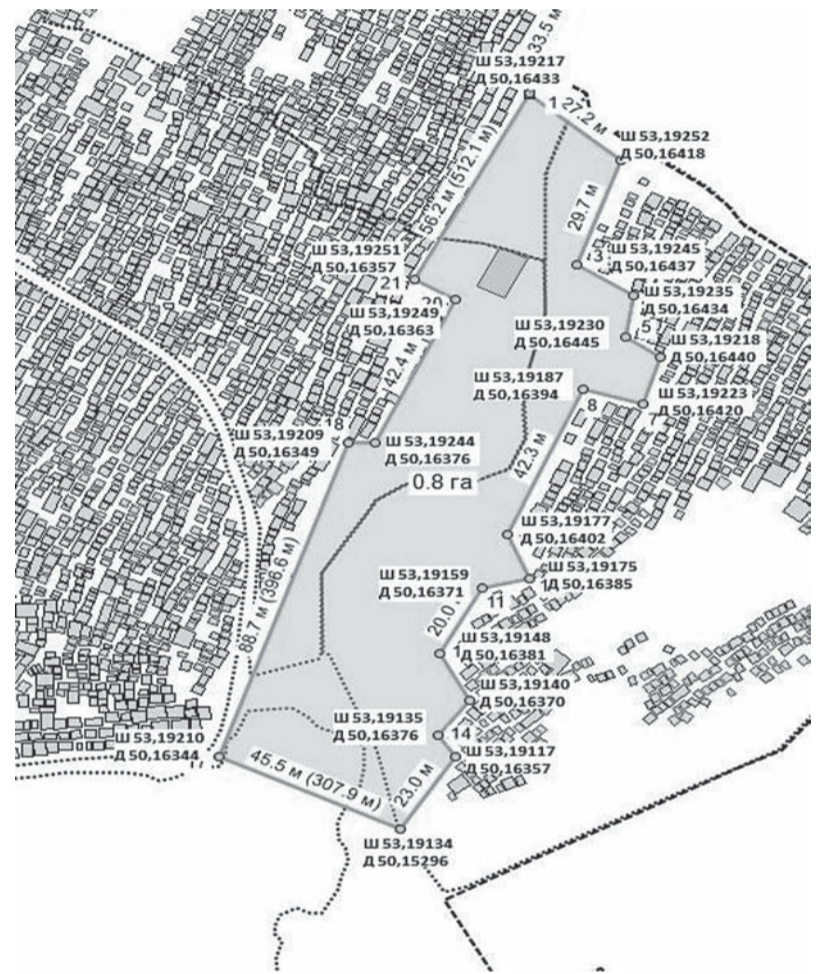 33.5 м
Ш 53,19217
Д 50,16433
1
27.2 м
Ш 53,19252
Д 50,16418
56.2 м (512.1 м)
29.7 м
Ш 53,19251
Д 50,16357
21
3
Ш 53,19245
Д 50,16437
20
Ш 53,19249
Д 50,16363
Ш 53,19235
Д 50,16434
Ш 53,19230
Д 50,16445
5
Ш 53,19218
Д 50,16440
42.4 м
Ш 53,19187
Д 50,16394
8
Ш 53,19223
Д 50,16420
7
18
Ш 53,19209
Д 50,16349
Ш 53,19244
Д 50,16376
42.3 м
0.8 га
Ш 53,19177
Д 50,16402
88.7 м (396.6 м)
Ш 53,19159
Д 50,16371
11
Ш 53,19175
Д 50,16385
20.0
Ш 53,19148
Д 50,16381
Ш 53,19140
Д 50,16370
Ш 53,19135
Д 50,16376
14
Ш 53,19210
Д 50,16344
Ш 53,19117
Д 50,16357
45.5 м (307.9 м)
23.0 м
Ш 53,19134
Д 50,15296